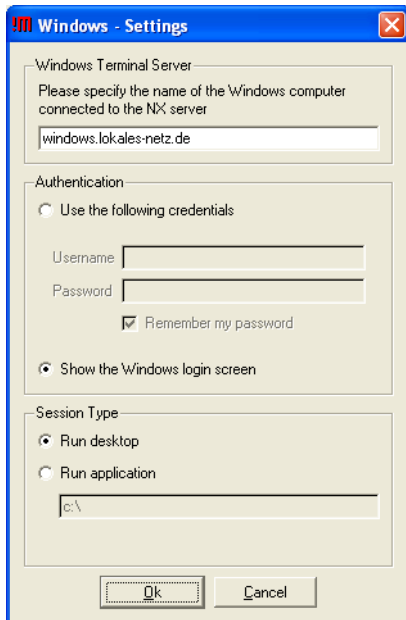 !M Windows - Settings
Windows Terminal Server
Please specify the name of the Windows computer
connected to the NX server
windows.lokales-netz.de
Authentication
Use the following credentials
Username
Password
Remember my password
Show the Windows login screen
Session Type
Run desktop
Run application
c:\
Ok Cancel